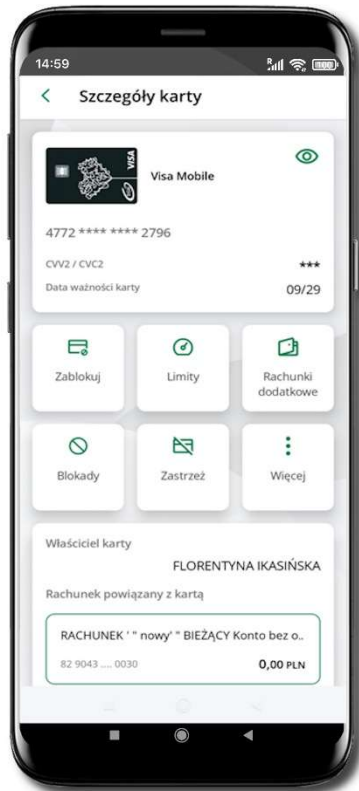 14:59
R
Szczegóły karty
VISA
Visa Mobile
4772 **** **** 2796
CVV2 / CVC2
***
Data ważności karty
09/29
Zablokuj
Limity
Rachunki
dodatkowe
Blokady
Zastrzeż
Więcej
Właściciel karty
FLORENTYNA IKASIŃSKA
Rachunek powiązany z kartą
RACHUNEK ' " nowy' " BIEŻĄCY Konto bez o..
82 9043 .... 0030
0,00 PLN